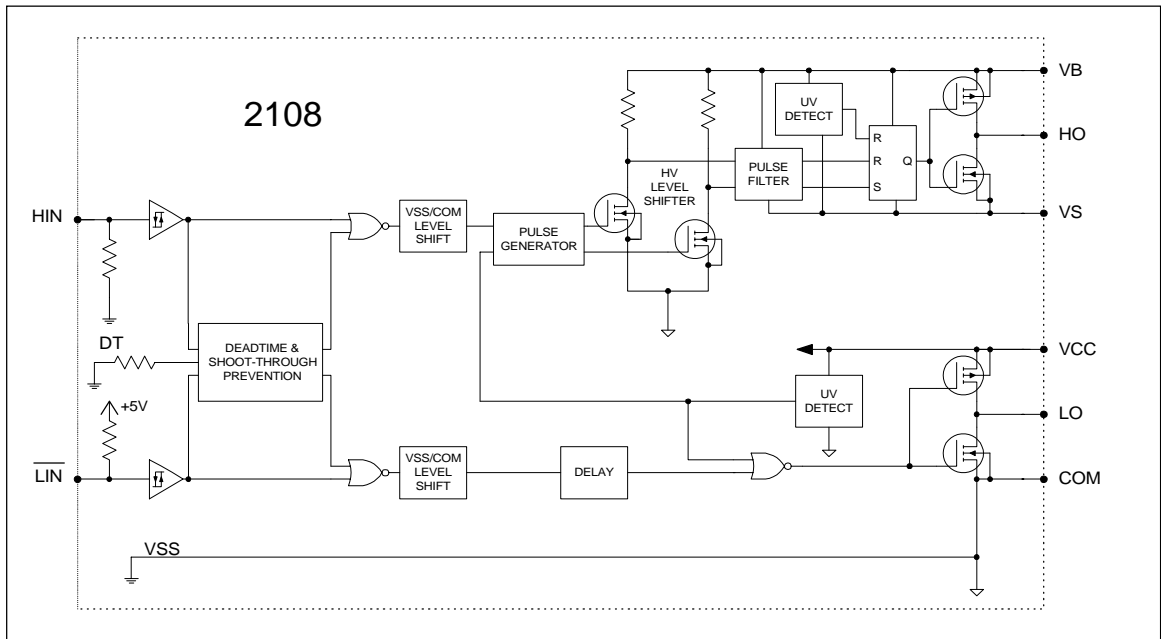 2108
VB
UV
DETECT
HO
R
R
Q
S
PULSE
FILTER
HV
LEVEL
SHIFTER
VS
HIN
VSS/COM
LEVEL
SHIFT
PULSE
GENERATOR
DT
DEADTIME &
SHOOT-THROUGH
PREVENTION
VCC
UV
DETECT
+5V
LO
LIN
VSS/COM
LEVEL
SHIFT
DELAY
COM
VSS